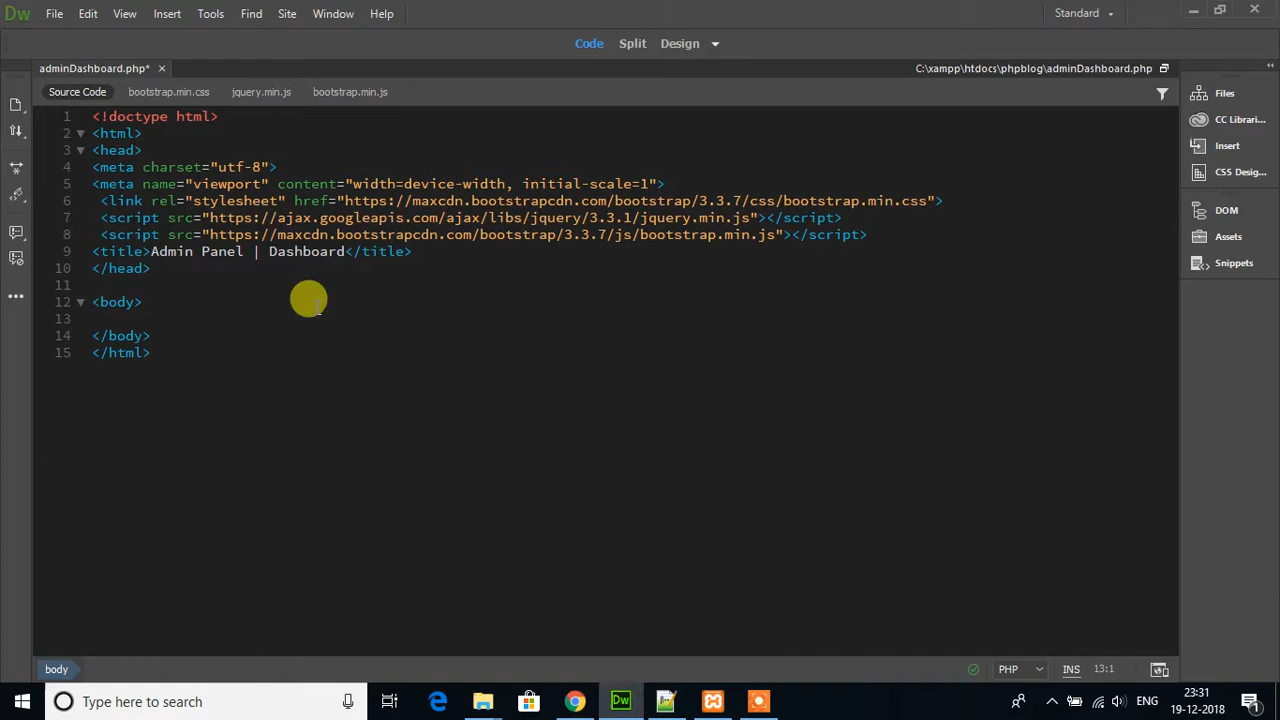 Dw File Edit View Insert Tools Find Site Window Help Standard
Code Split Design
adminDashboard.php* C:\xampp\htdocs\phpblog\adminDashboard.php
Source Code bootstrap.min.css jquery.min.js bootstrap.min.js
1 <!doctype html>
2 <html>
3 <head>
4 <meta charset="utf-8">
5 <meta name="viewport" content="width=device-width, initial-scale=1">
6 <link rel="stylesheet" href="https://maxcdn.bootstrapcdn.com/bootstrap/3.3.7/css/bootstrap.min.css">
7 <script src="https://ajax.googleapis.com/ajax/libs/jquery/3.3.1/jquery.min.js"></script>
8 <script src="https://maxcdn.bootstrapcdn.com/bootstrap/3.3.7/js/bootstrap.min.js"></script>
9 <title>Admin Panel | Dashboard</title>
10 </head>
11
12 <body>
13
14 </body>
15 </html>
Files
CC Librari...
Insert
CSS Desig...
DOM
Assets
Snippets
body PHP INS 13:1
Type here to search Dw ENG 23:31
19-12-2018 1